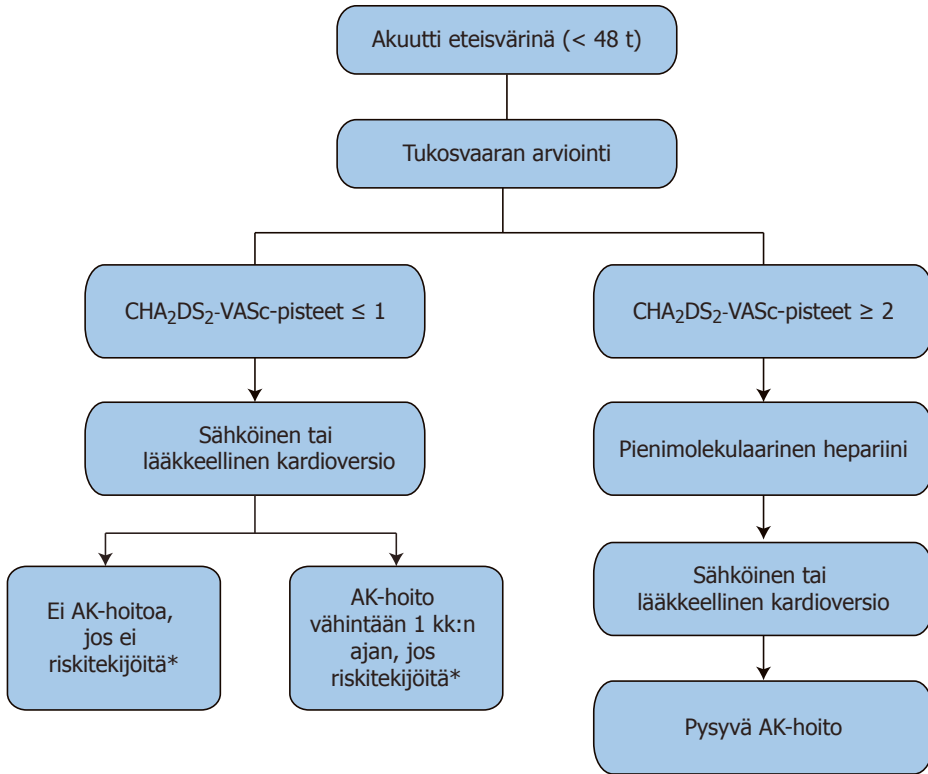 Akuutti eteisvärinä (< 48 t)
Tukosvaaran arviointi
CHA₂DS₂-VASc-pisteet ≤ 1
CHA₂DS₂-VASc-pisteet ≥ 2
Sähköinen tai
lääkkeellinen kardioversio
Pienimolekulaarinen hepariini
Ei AK-hoitoa,
jos ei
riskitekijöitä*
AK-hoito
vähintään 1 kk:n
ajan, jos
riskitekijöitä*
Sähköinen tai
lääkkeellinen kardioversio
Pysyvä AK-hoito